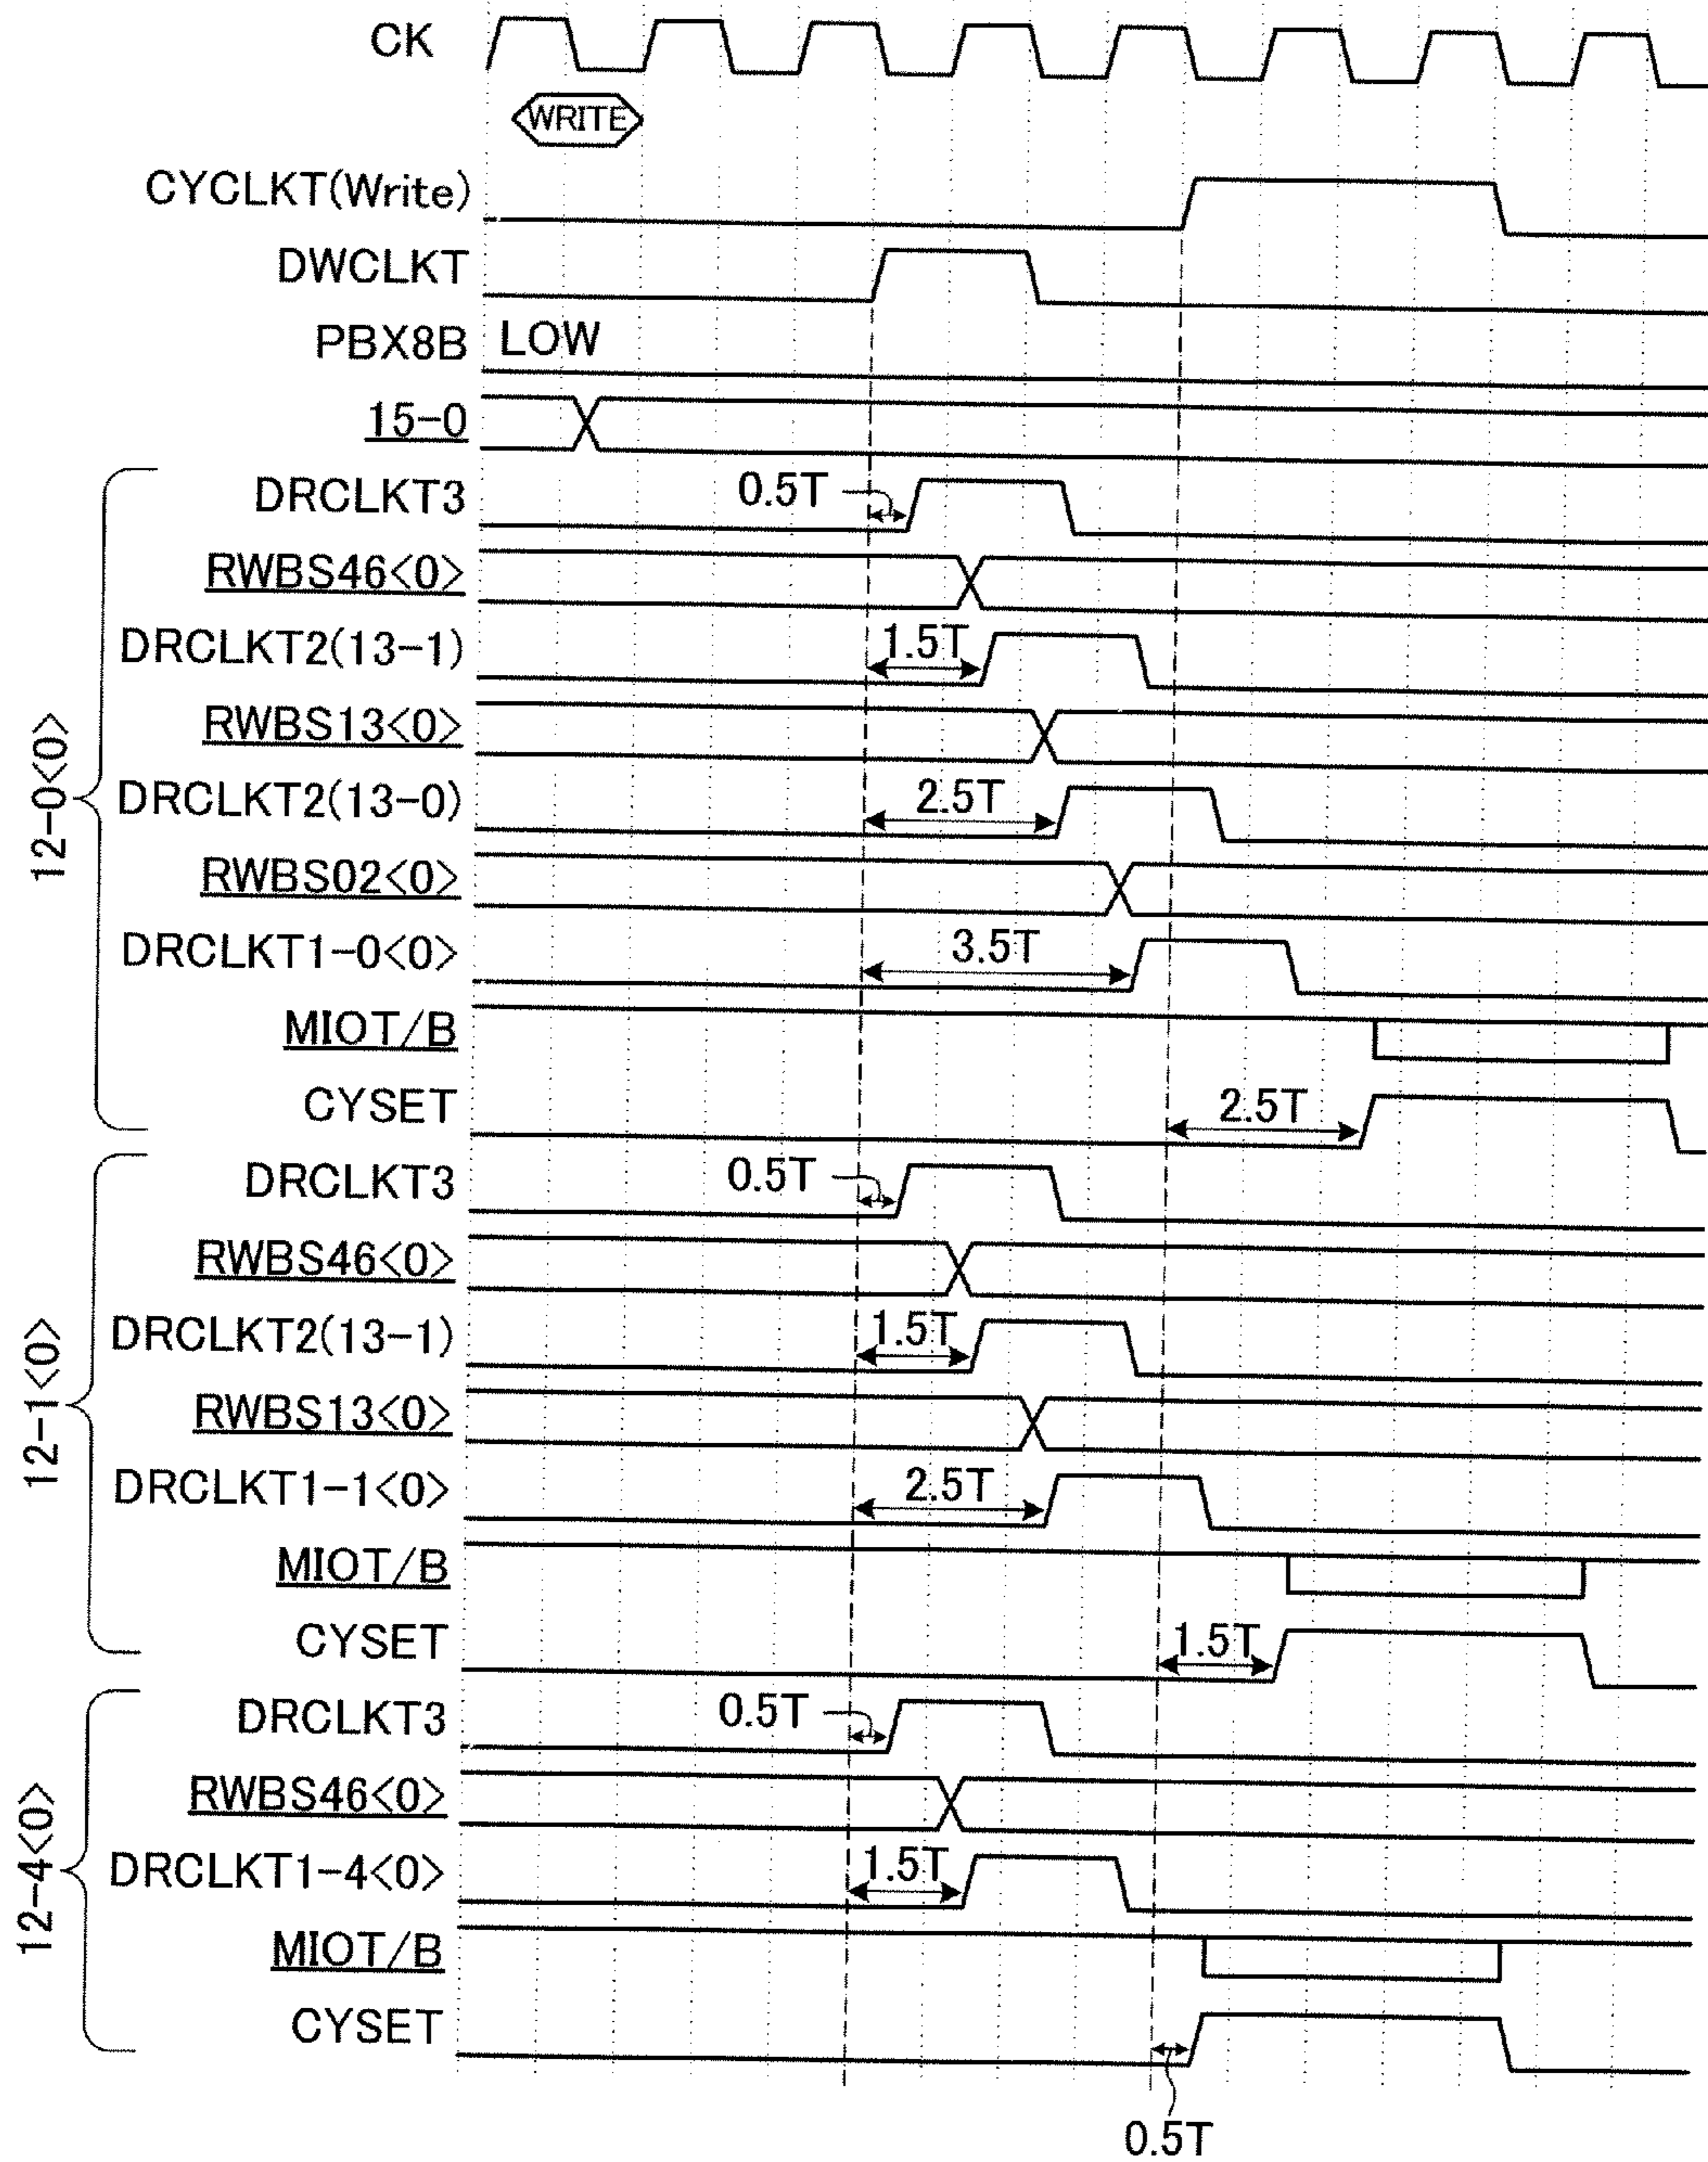 CK
WRITE
CYCLKT(Write)
DWCLKT
PBX8B LOW
15-0
12-0<0>
DRCLKT3 0.5T
RWBS46<0>
DRCLKT2(13-1) 1.5T
RWBS13<0>
DRCLKT2(13-0) 2.5T
RWBS02<0>
DRCLKT1-0<0> 3.5T
MIOT/B
CYSET 2.5T
12-1<0>
DRCLKT3 0.5T
RWBS46<0>
DRCLKT2(13-1) 1.5T
RWBS13<0>
DRCLKT1-1<0> 2.5T
MIOT/B
CYSET 1.5T
12-4<0>
DRCLKT3 0.5T
RWBS46<0>
DRCLKT1-4<0> 1.5T
MIOT/B
CYSET
0.5T